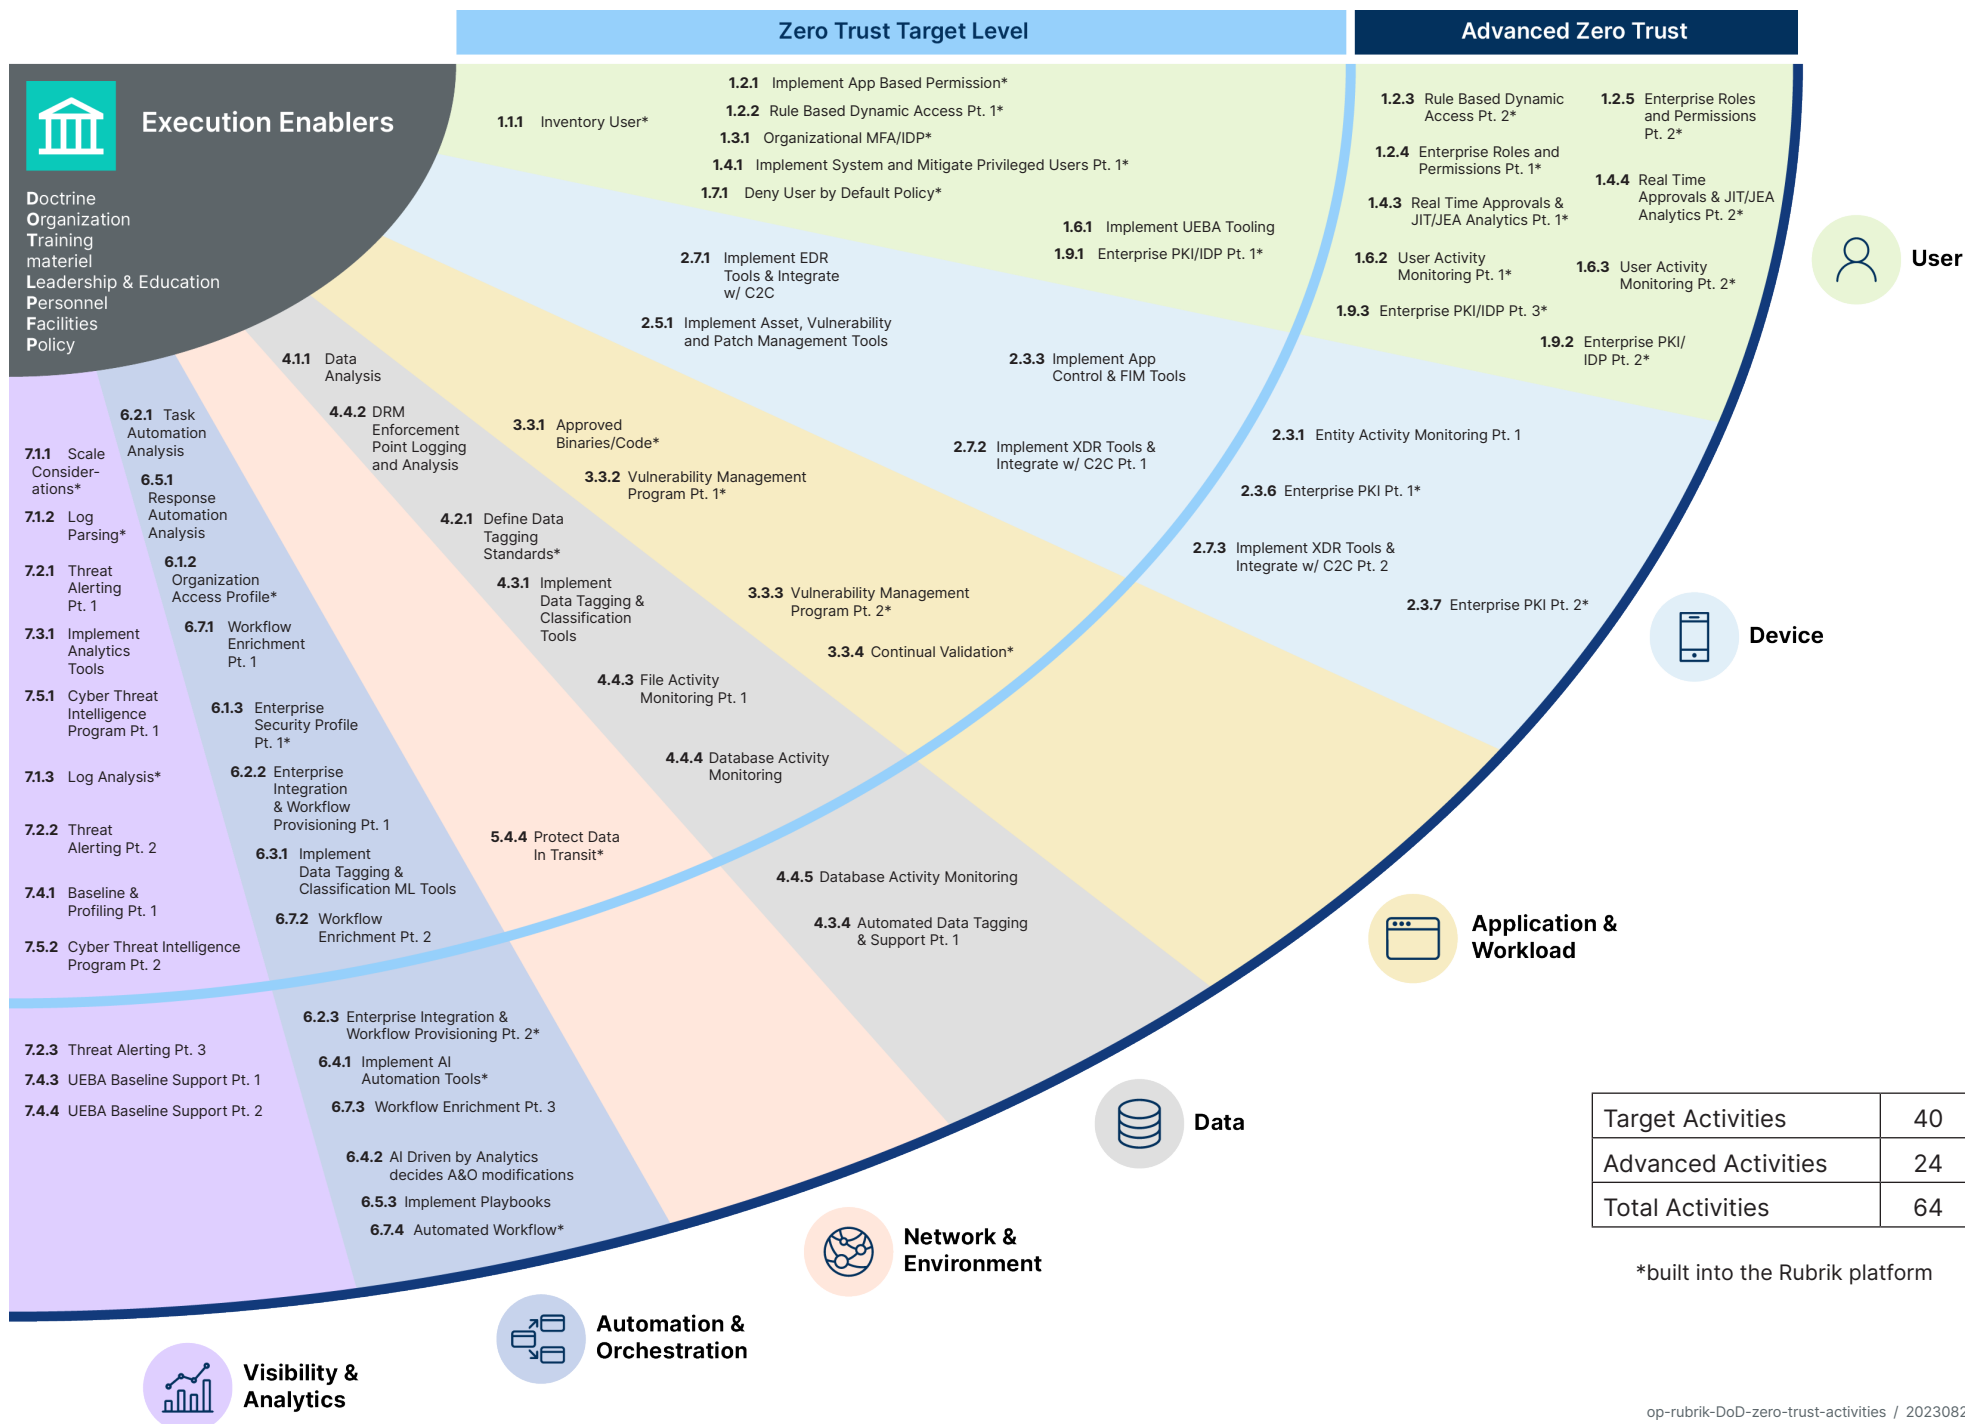 Zero Trust Target Level
Advanced Zero Trust
Execution Enablers
Doctrine
Organization
Training
materiel
Leadership & Education
Personnel
Facilities
Policy
1.1.1 Inventory User*
1.2.1 Implement App Based Permission*
1.2.2 Rule Based Dynamic Access Pt. 1*
1.3.1 Organizational MFA/IDP*
1.4.1 Implement System and Mitigate Privileged Users Pt. 1*
1.7.1 Deny User by Default Policy*
1.6.1 Implement UEBA Tooling
1.9.1 Enterprise PKI/IDP Pt. 1*
1.2.3 Rule Based Dynamic
Access Pt. 2*
1.2.5 Enterprise Roles
and Permissions
Pt. 2*
1.2.4 Enterprise Roles and
Permissions Pt. 1*
1.4.4 Real Time
Approvals & JIT/JEA
Analytics Pt. 2*
1.4.3 Real Time Approvals &
JIT/JEA Analytics Pt. 1*
1.6.2 User Activity
Monitoring Pt. 1*
1.6.3 User Activity
Monitoring Pt. 2*
1.9.3 Enterprise PKI/IDP Pt. 3*
1.9.2 Enterprise PKI/
IDP Pt. 2*
User
2.7.1 Implement EDR
Tools & Integrate
w/ C2C
2.5.1 Implement Asset, Vulnerability
and Patch Management Tools
2.3.3 Implement App
Control & FIM Tools
2.7.2 Implement XDR Tools &
Integrate w/ C2C Pt. 1
2.3.1 Entity Activity Monitoring Pt. 1
2.3.6 Enterprise PKI Pt. 1*
2.7.3 Implement XDR Tools &
Integrate w/ C2C Pt. 2
2.3.7 Enterprise PKI Pt. 2*
Device
3.3.1 Approved
Binaries/Code*
3.3.2 Vulnerability Management
Program Pt. 1*
3.3.3 Vulnerability Management
Program Pt. 2*
3.3.4 Continual Validation*
Application &
Workload
4.1.1 Data
Analysis
4.4.2 DRM
Enforcement
Point Logging
and Analysis
4.2.1 Define Data
Tagging
Standards*
4.3.1 Implement
Data Tagging &
Classification
Tools
4.4.3 File Activity
Monitoring Pt. 1
4.4.4 Database Activity
Monitoring
4.4.5 Database Activity Monitoring
4.3.4 Automated Data Tagging
& Support Pt. 1
Data
5.4.4 Protect Data
In Transit*
Network &
Environment
6.2.1 Task
Automation
Analysis
6.5.1
Response
Automation
Analysis
6.1.2
Organization
Access Profile*
6.7.1 Workflow
Enrichment
Pt. 1
6.1.3 Enterprise
Security Profile
Pt. 1*
6.2.2 Enterprise
Integration
& Workflow
Provisioning Pt. 1
6.3.1 Implement
Data Tagging &
Classification ML Tools
6.7.2 Workflow
Enrichment Pt. 2
6.2.3 Enterprise Integration &
Workflow Provisioning Pt. 2*
6.4.1 Implement AI
Automation Tools*
6.7.3 Workflow Enrichment Pt. 3
6.4.2 AI Driven by Analytics
decides A&O modifications
6.5.3 Implement Playbooks
6.7.4 Automated Workflow*
Automation &
Orchestration
7.1.1 Scale
Consider-
ations*
7.1.2 Log
Parsing*
7.2.1 Threat
Alerting
Pt. 1
7.3.1 Implement
Analytics
Tools
7.5.1 Cyber Threat
Intelligence
Program Pt. 1
7.1.3 Log Analysis*
7.2.2 Threat
Alerting Pt. 2
7.4.1 Baseline &
Profiling Pt. 1
7.5.2 Cyber Threat Intelligence
Program Pt. 2
7.2.3 Threat Alerting Pt. 3
7.4.3 UEBA Baseline Support Pt. 1
7.4.4 UEBA Baseline Support Pt. 2
Visibility &
Analytics
Target Activities 40
Advanced Activities 24
Total Activities 64
*built into the Rubrik platform
op-rubrik-DoD-zero-trust-activities / 2023082